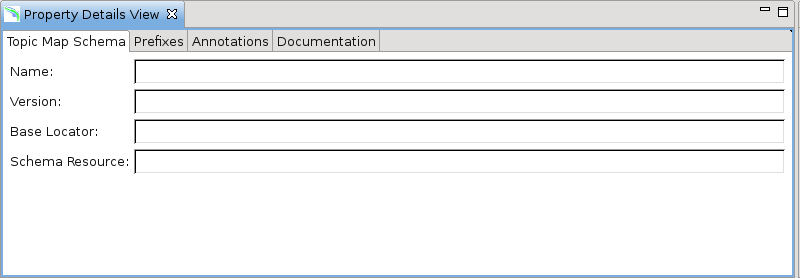 Property Details View
Topic Map Schema Prefixes Annotations Documentation
Name:
Version:
Base Locator:
Schema Resource: